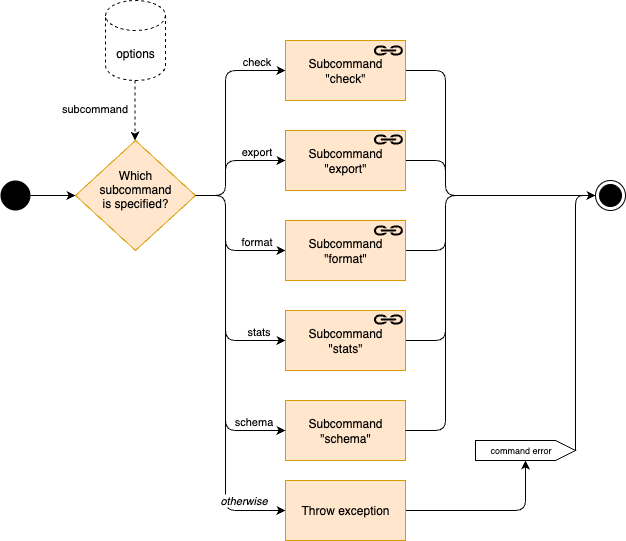 options
subcommand
Which
subcommand
is specified?
check
Subcommand
"check"
export
Subcommand
"export"
format
Subcommand
"format"
stats
Subcommand
"stats"
schema
Subcommand
"schema"
command error
otherwise
Throw exception